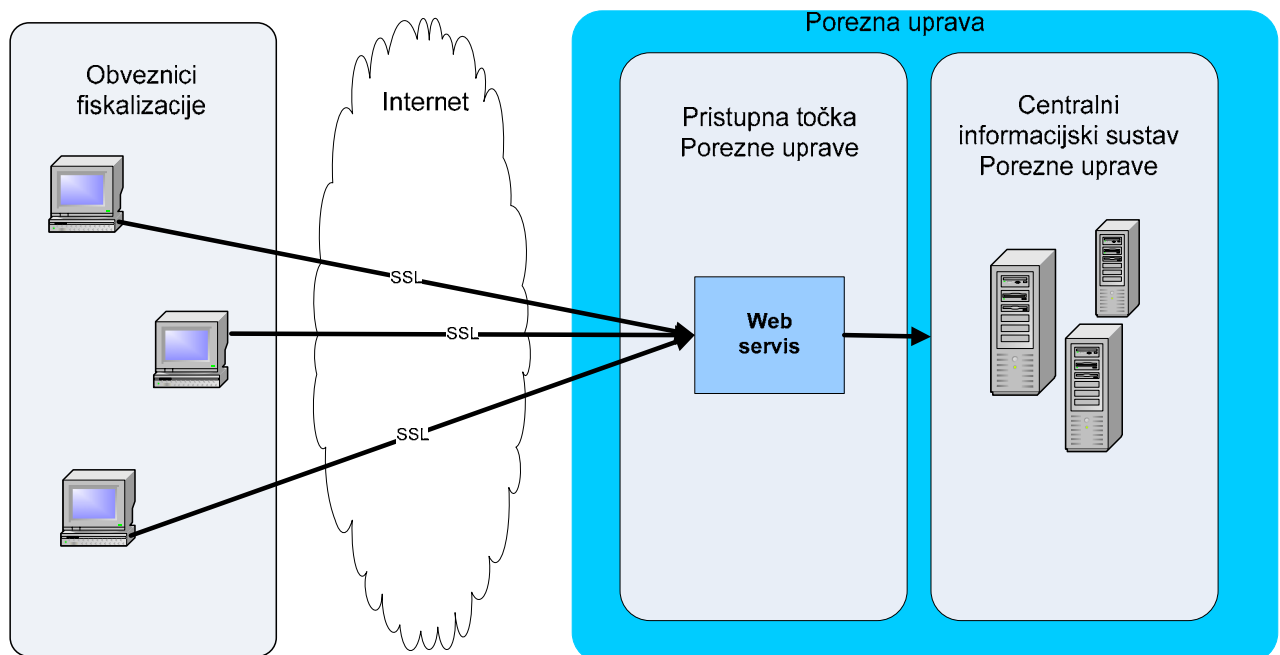 Porezna uprava
Obveznici
fiskalizacije
Internet
Pristupna točka
Porezne uprave
Centralni
informacijski sustav
Porezne uprave
SSL
SSL
SSL
Web
servis